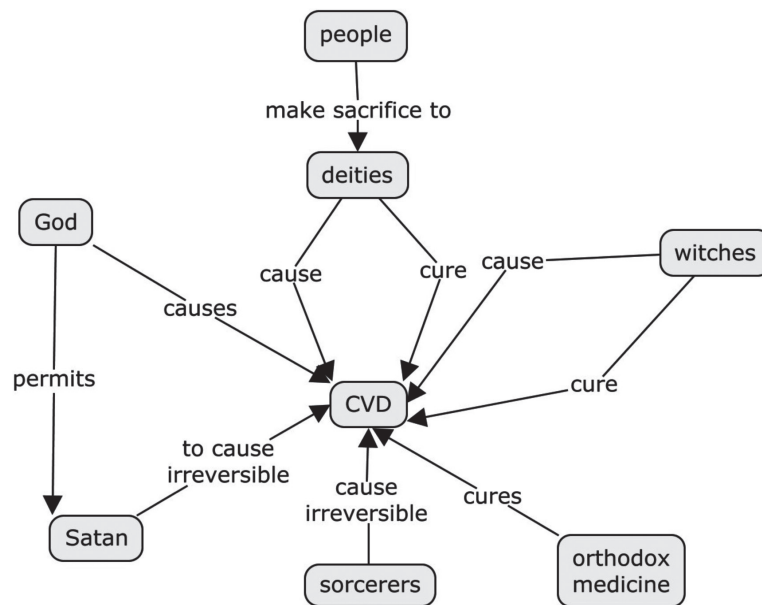 people
make sacrifice to
deities
God
witches
cause
cure
cause
causes
permits
cure
CVD
to cause
irreversible
cause
irreversible
cures
Satan
sorcerers
orthodox
medicine